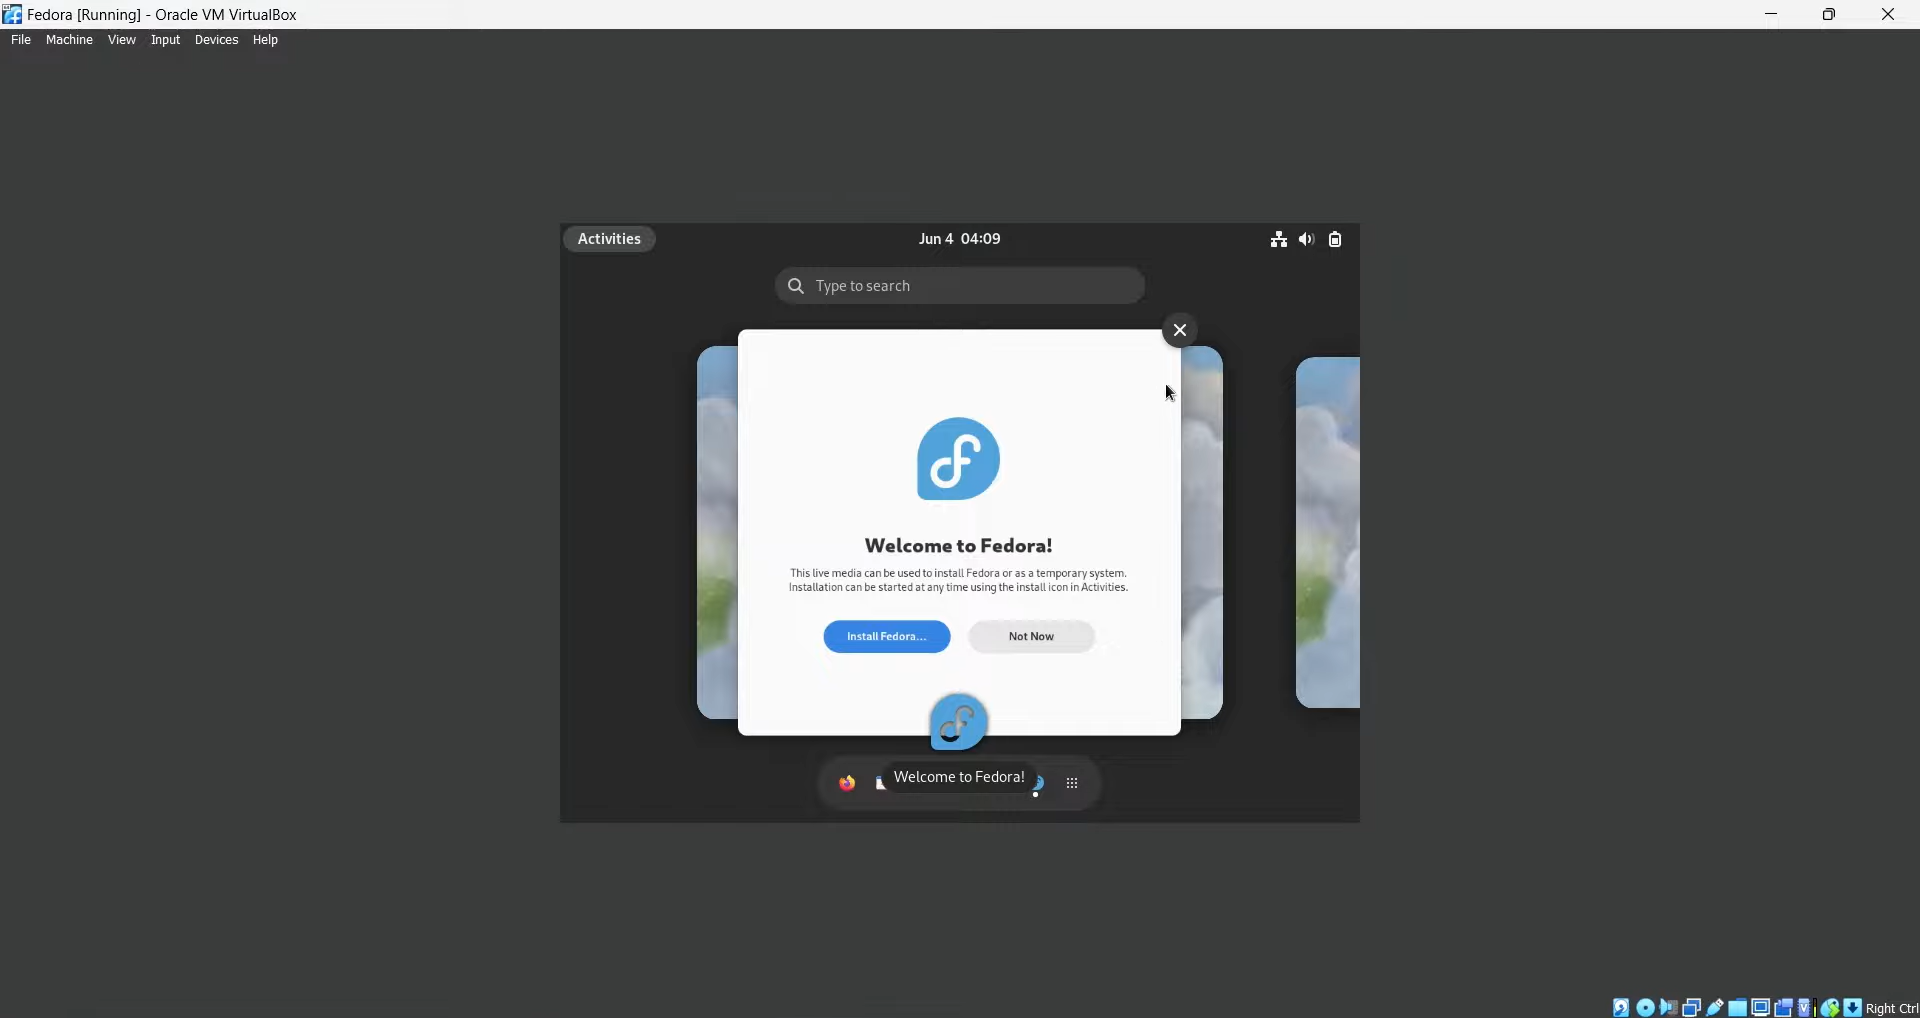 Fedora [Running] - Oracle VM VirtualBox
File Machine View Input Devices Help
Activities
Jun 4 04:09
Type to search
Welcome to Fedora!
This live media can be used to install Fedora or as a temporary system.
Installation can be started at any time using the install icon in Activities.
Install Fedora...
Not Now
Welcome to Fedora!
Right Ctrl